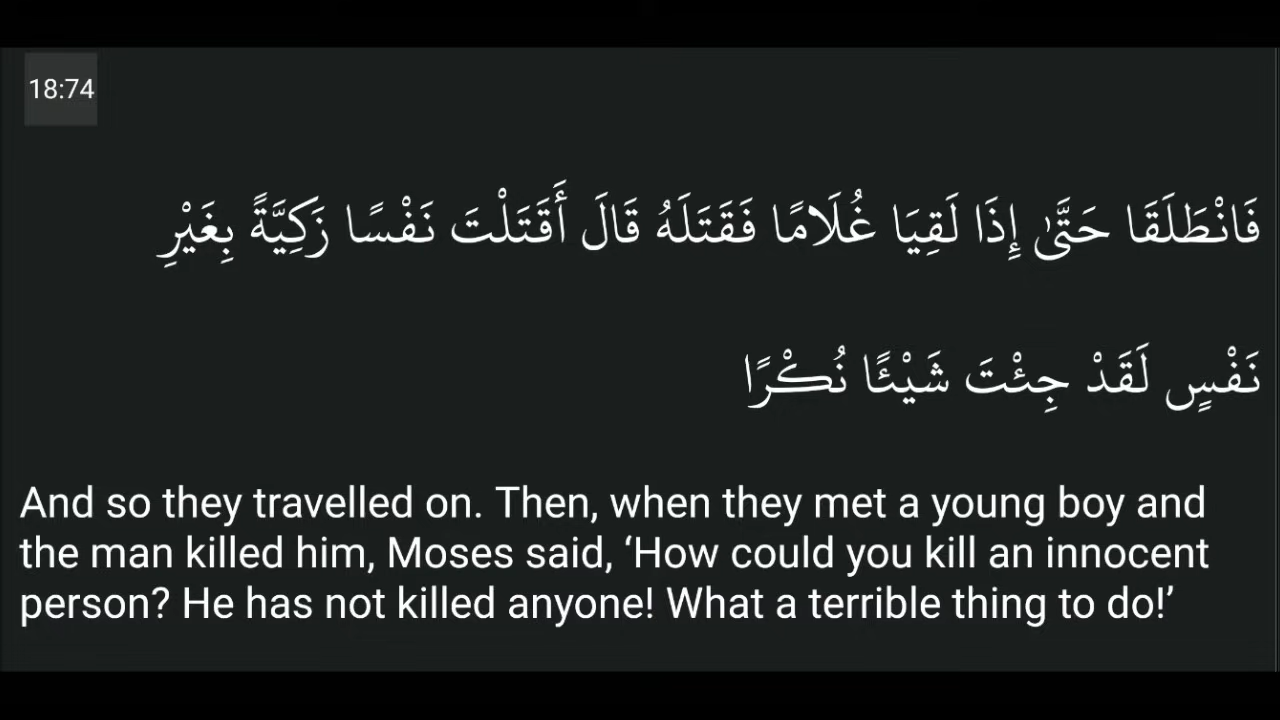 18:74
فَانْطَلَقَا حَتَّىٰ إِذَا لَقِيَا غُلَامًا فَقَتَلَهُ قَالَ أَقَتَلْتَ نَفْسًا زَكِيَّةً بِغَيْرِ
نَفْسٍ لَقَدْ جِئْتَ شَيْئًا نُكْرًا
And so they travelled on. Then, when they met a young boy and
the man killed him, Moses said, ‘How could you kill an innocent
person? He has not killed anyone! What a terrible thing to do!’